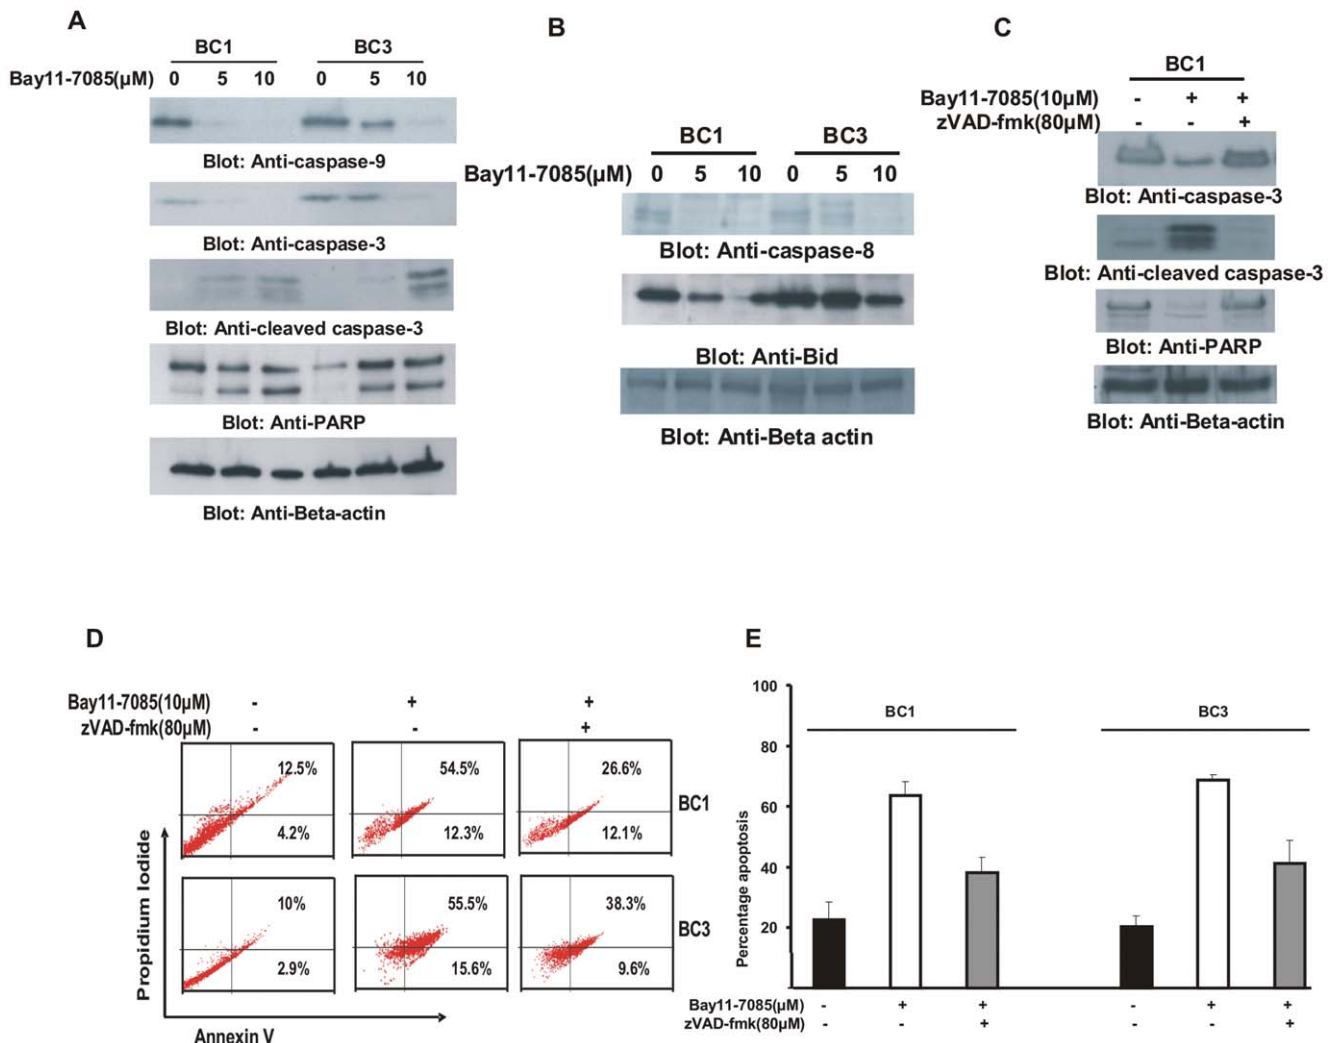 A
BC1 BC3
Bay11-7085(µM) 0 5 10 0 5 10
Blot: Anti-caspase-9
Blot: Anti-caspase-3
Blot: Anti-cleaved caspase-3
Blot: Anti-PARP
Blot: Anti-Beta-actin
B
BC1 BC3
Bay11-7085(µM) 0 5 10 0 5 10
Blot: Anti-caspase-8
Blot: Anti-Bid
Blot: Anti-Beta actin
C
BC1
Bay11-7085(10µM) - + +
zVAD-fmk(80µM) - - +
Blot: Anti-caspase-3
Blot: Anti-cleaved caspase-3
Blot: Anti-PARP
Blot: Anti-Beta-actin
D
Bay11-7085(10µM) - + +
zVAD-fmk(80µM) - - +
12.5% 54.5% 26.6%
4.2% 12.3% 12.1%
BC1
10% 55.5% 38.3%
2.9% 15.6% 9.6%
BC3
Propidium Iodide
Annexin V
E
BC1 BC3
100
80
60
40
20
Percentage apoptosis
Bay11-7085(µM) - + + - + +
zVAD-fmk(80µM) - - + - - +